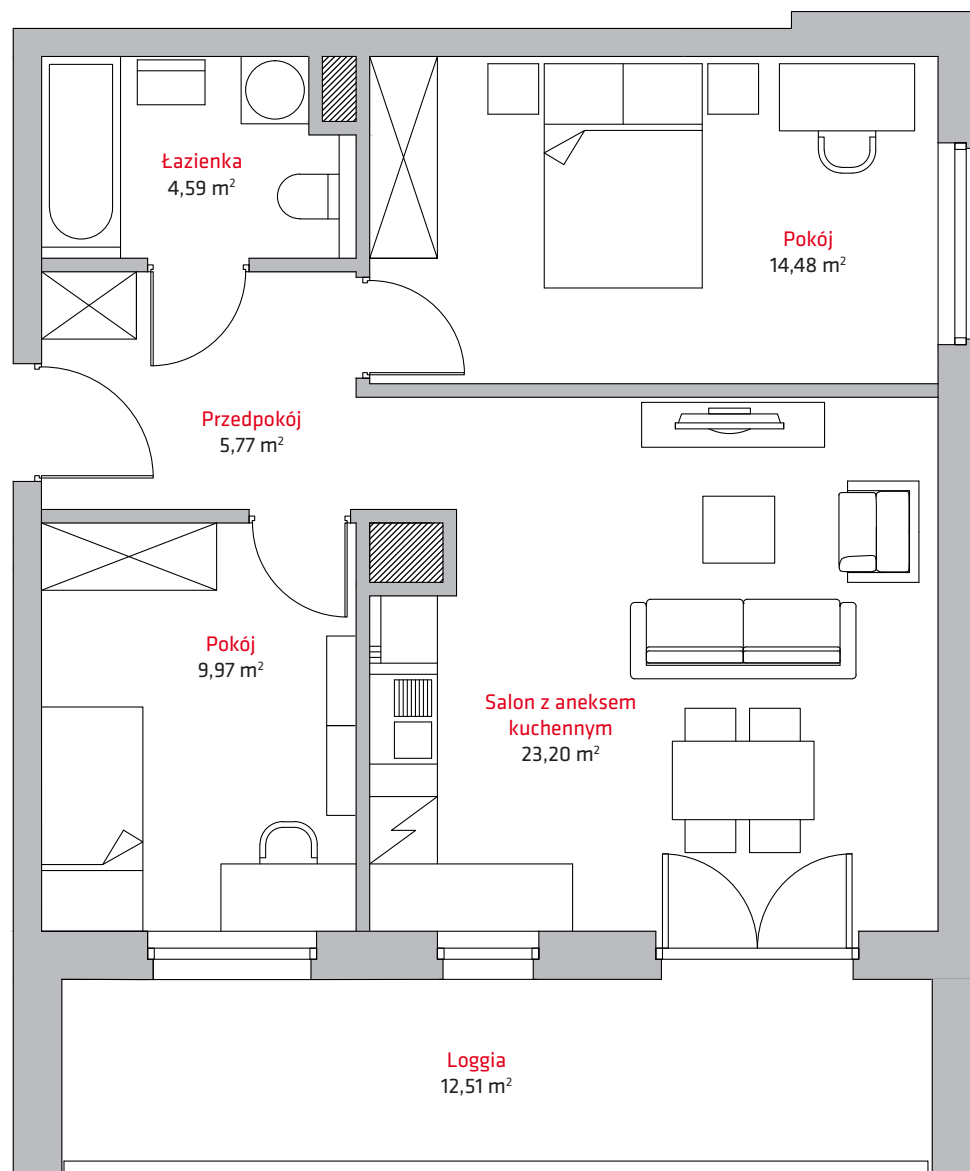 Łazienka
4,59 m²
Pokój
14,48 m²
Przedpokój
5,77 m²
Pokój
9,97 m²
Salon z aneksem
kuchennym
23,20 m²
Loggia
12,51 m²